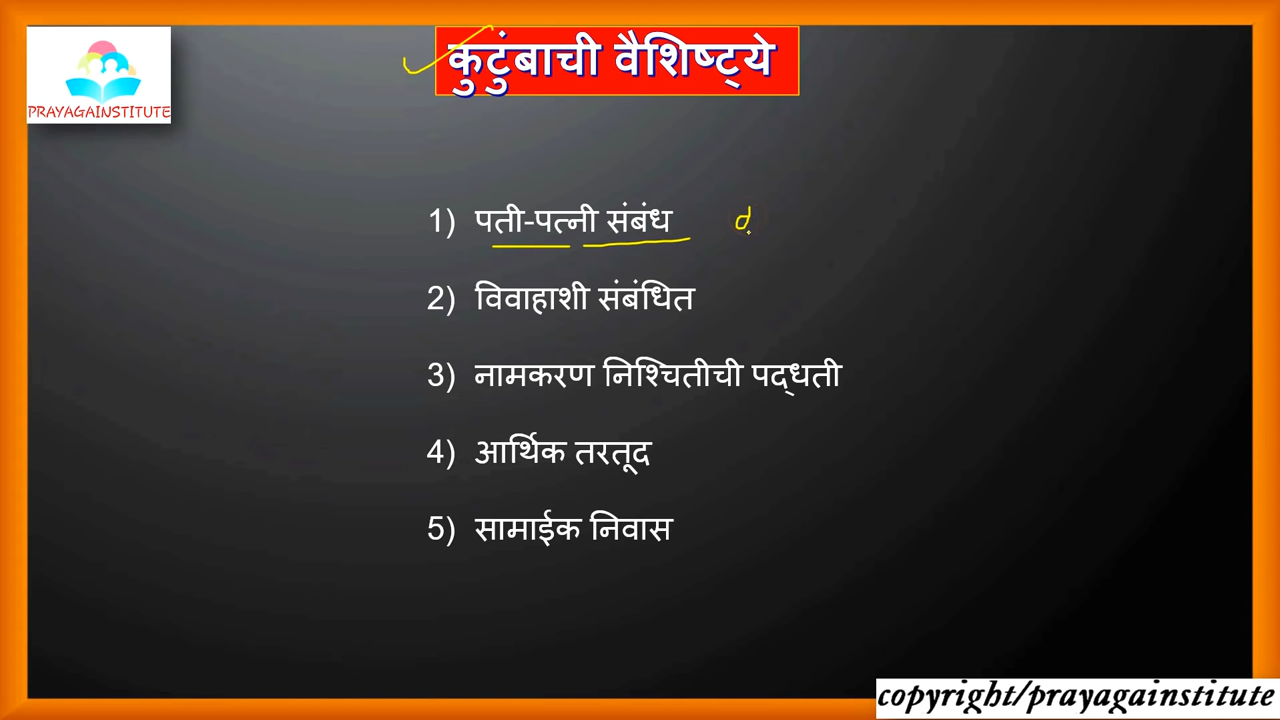 कुटुंबाची वैशिष्ट्ये
PRAYAGAINSTITUTE
1) पती-पत्नी संबंध d
2) विवाहाशी संबंधित
3) नामकरण निश्चितीची पद्धती
4) आर्थिक तरतूद
5) सामाईक निवास
copyright/prayagainstitute